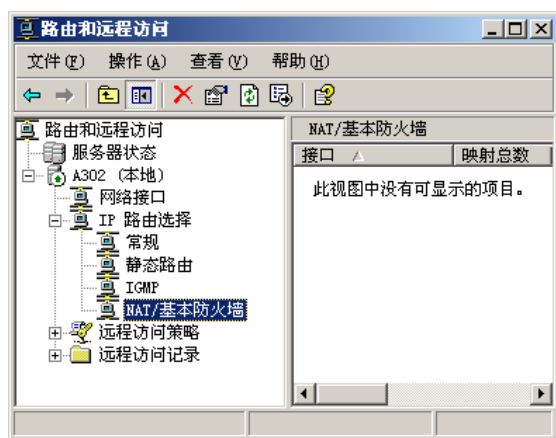 路由和远程访问
文件(F) 操作(A) 查看(V) 帮助(H)
路由和远程访问
服务器状态
A302 (本地)
网络接口
IP 路由选择
常规
静态路由
IGMP
NAT/基本防火墙
远程访问策略
远程访问记录
NAT/基本防火墙
接口 映射总数
此视图中没有可显示的项目。